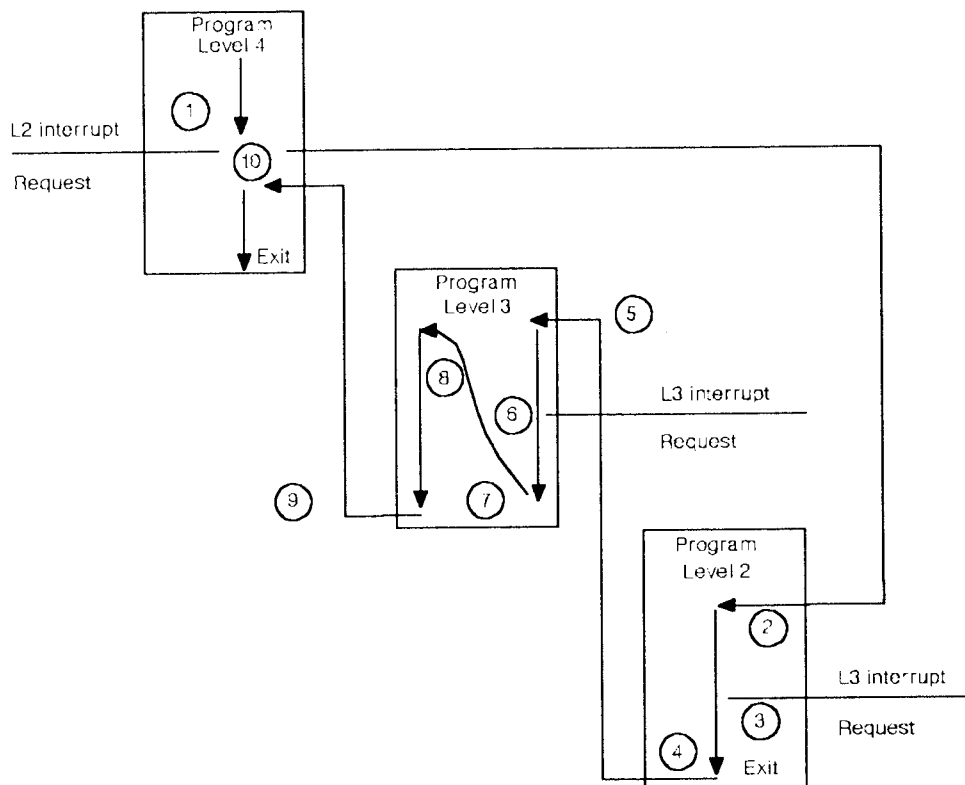 Program
Level 4
1
L2 interrupt
10
Request
Exit
Program
Level 3
5
8
L3 interrupt
6
Request
9
7
Program
Level 2
2
L3 interrupt
3
Request
4
Exit